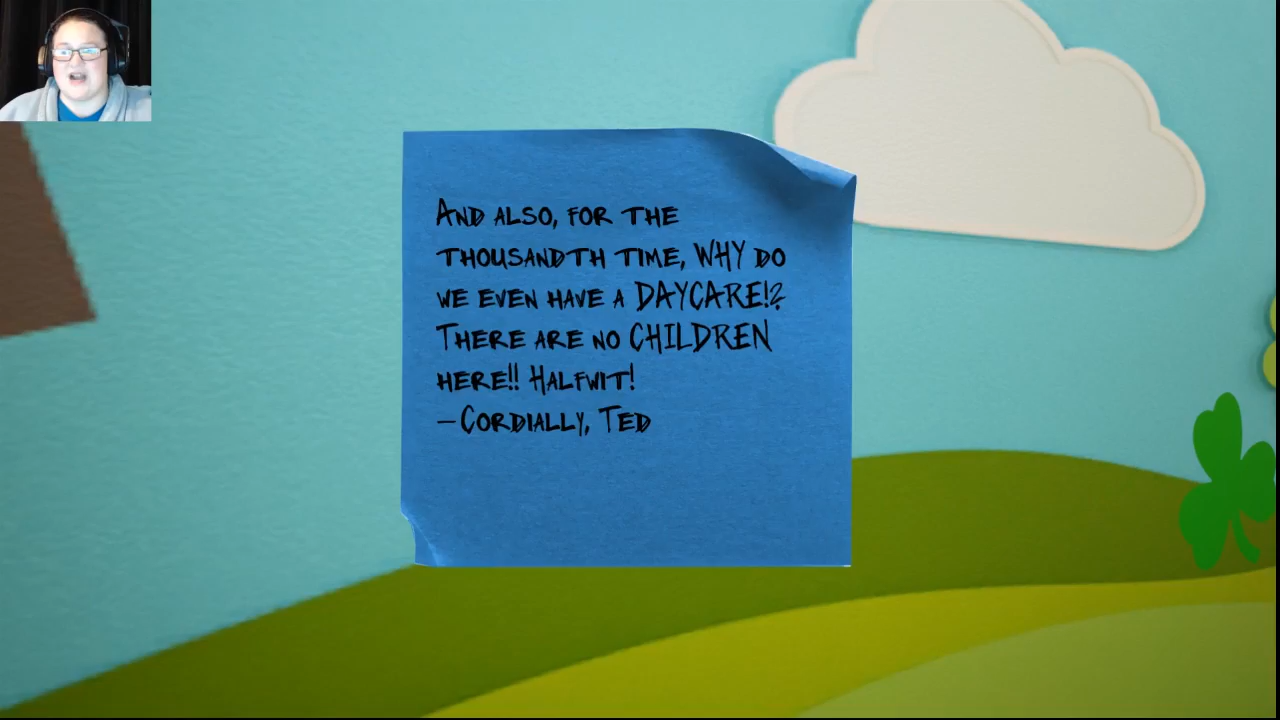 And also, for the
thousandth time, WHY do
we even have a DAYCARE!?
There are no CHILDREN
here!! Halfwit!
–Cordially, Ted